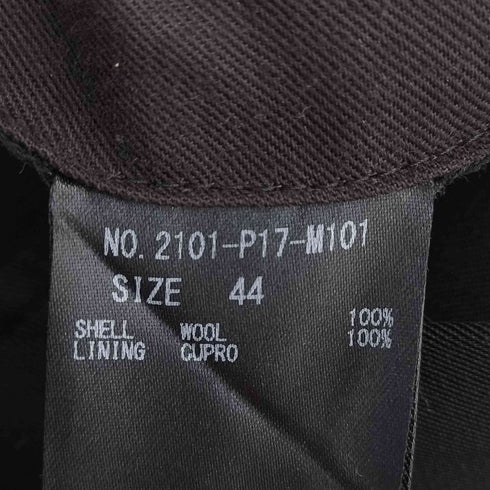 NO. 2101-P17-M101
SIZE 44
SHELL WOOL 100%
LINING CUPRO 100%